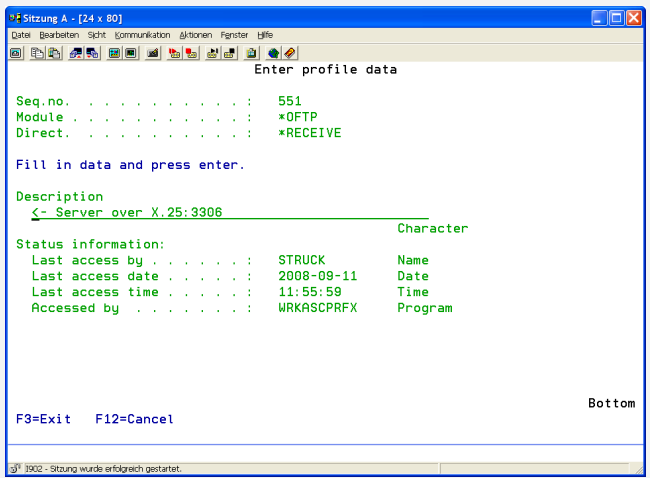 Sitzung A - [24 x 80]
Datei Bearbeiten Sicht Kommunikation Aktionen Fenster Hilfe
Enter profile data
Seq.no. . . . . . . . . . . : 551
Module . . . . . . . . . . . : *OFTP
Direct. . . . . . . . . . . : *RECEIVE
Fill in data and press enter.
Description
<- Server over X.25:3306
Character
Status information:
Last access by . . . . . . : STRUCK Name
Last access date . . . . . : 2008-09-11 Date
Last access time . . . . . : 11:55:59 Time
Accessed by . . . . . . . : WRKASCPRFX Program
Bottom
F3=Exit F12=Cancel
I902 - Sitzung wurde erfolgreich gestartet.